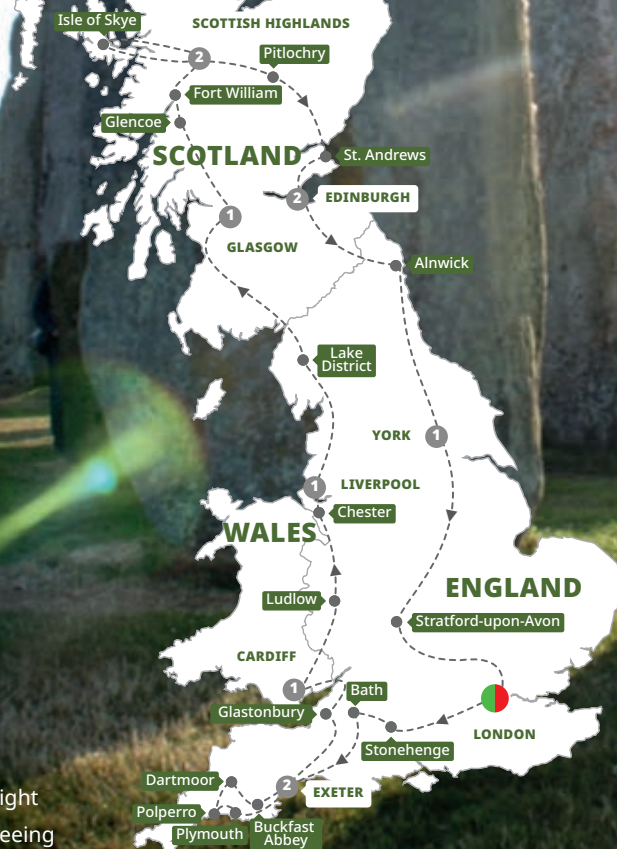 SCOTTISH HIGHLANDS
Isle of Skye
2
Pitlochry
Fort William
Glencoe
SCOTLAND
St. Andrews
2
EDINBURGH
1
GLASGOW
Alnwick
Lake
District
YORK
1
1
LIVERPOOL
Chester
WALES
ENGLAND
Ludlow
Stratford-upon-Avon
CARDIFF
1
Bath
Glastonbury
LONDON
Stonehenge
Dartmoor
2
EXETER
ight
Polperro
Plymouth
Buckfast
Abbey
eeing